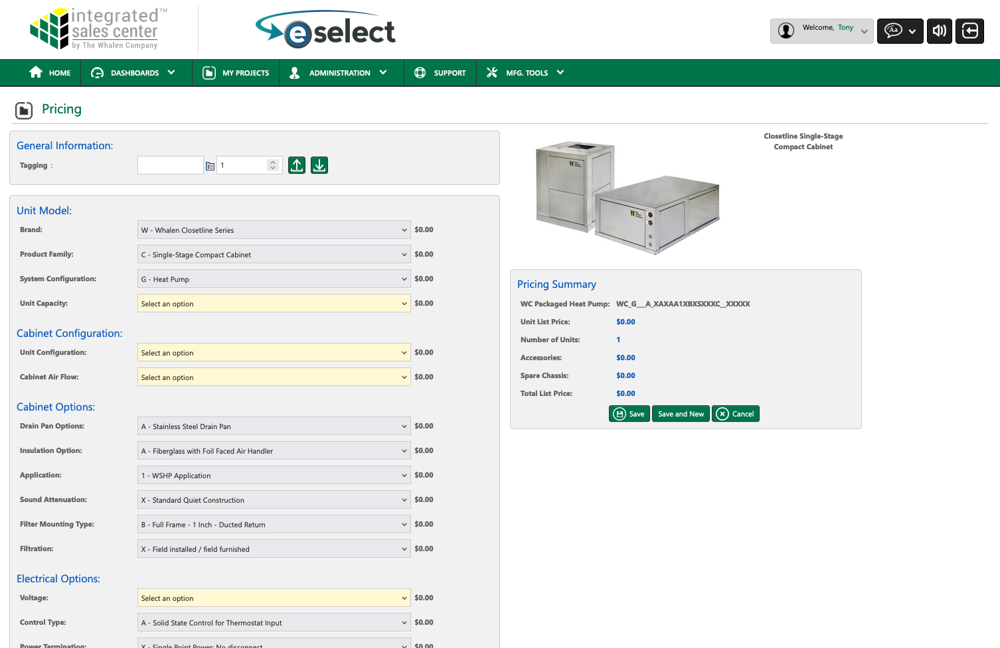 integrated™
sales center
by The Whalen Company
eselect
Welcome, Tony
Aa
HOME
DASHBOARDS
MY PROJECTS
ADMINISTRATION
SUPPORT
MFG. TOOLS
Pricing
General Information:
Tagging :
1
Unit Model:
Brand: W - Whalen Closetline Series $0.00
Product Family: C - Single-Stage Compact Cabinet $0.00
System Configuration: G - Heat Pump $0.00
Unit Capacity: Select an option $0.00
Cabinet Configuration:
Unit Configuration: Select an option $0.00
Cabinet Air Flow: Select an option $0.00
Cabinet Options:
Drain Pan Options: A - Stainless Steel Drain Pan $0.00
Insulation Option: A - Fiberglass with Foil Faced Air Handler $0.00
Application: 1 - WSHP Application $0.00
Sound Attenuation: X - Standard Quiet Construction $0.00
Filter Mounting Type: B - Full Frame - 1 Inch - Ducted Return $0.00
Filtration: X - Field installed / field furnished $0.00
Electrical Options:
Voltage: Select an option $0.00
Control Type: A - Solid State Control for Thermostat Input $0.00
Power Termination: X - Single Point Power: No disconnect $0.00
Closetline Single-Stage
Compact Cabinet
Pricing Summary
WC Packaged Heat Pump: WC_G___A_XAXAA1XBXSXXXC__XXXXX
Unit List Price: $0.00
Number of Units: 1
Accessories: $0.00
Spare Chassis: $0.00
Total List Price: $0.00
Save
Save and New
Cancel